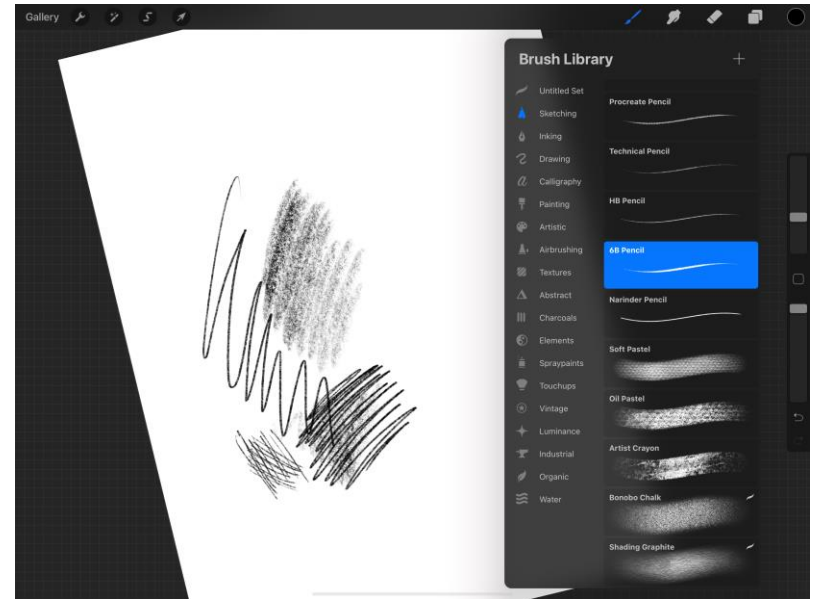 Gallery
Brush Library
Untitled Set
Sketching
Inking
Drawing
Calligraphy
Painting
Artistic
Airbrushing
Textures
Abstract
Charcoals
Elements
Spraypaints
Touchups
Vintage
Luminance
Industrial
Organic
Water
Procreate Pencil
Technical Pencil
HB Pencil
6B Pencil
Narinder Pencil
Soft Pastel
Oil Pastel
Artist Crayon
Bonobo Chalk
Shading Graphite